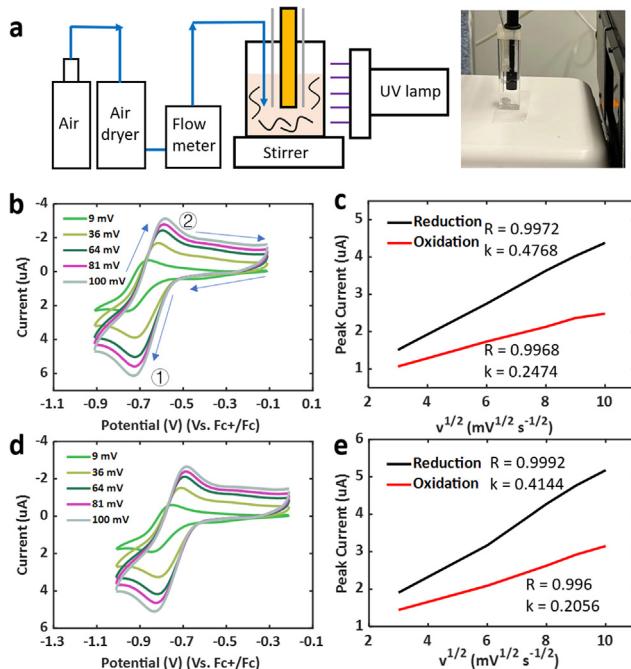 a
Air
Air
dryer
Flow
meter
Stirrer
UV lamp
b
-4
-2
0
2
4
6
Current (uA)
9 mV
36 mV
64 mV
81 mV
100 mV
②
①
-1.1
-0.9
-0.7
-0.5
-0.3
-0.1
0.1
Potential (V) (Vs. Fc+/Fc)
c
5
4
3
2
1
Peak Current (uA)
Reduction
Oxidation
R = 0.9972
k = 0.4768
R = 0.9968
k = 0.2474
2
4
6
8
10
v1/2 (mV1/2 s-1/2)
d
-4
-2
0
2
4
6
Current (uA)
9 mV
36 mV
64 mV
81 mV
100 mV
-1.1
-0.9
-0.7
-0.5
-0.3
-0.1
0.1
Potential (V) (Vs. Fc+/Fc)
e
6
5
4
3
2
1
Peak Current (uA)
Reduction
Oxidation
R = 0.9992
k = 0.4144
R = 0.996
k = 0.2056
2
4
6
8
10
v1/2 (mV1/2 s-1/2)